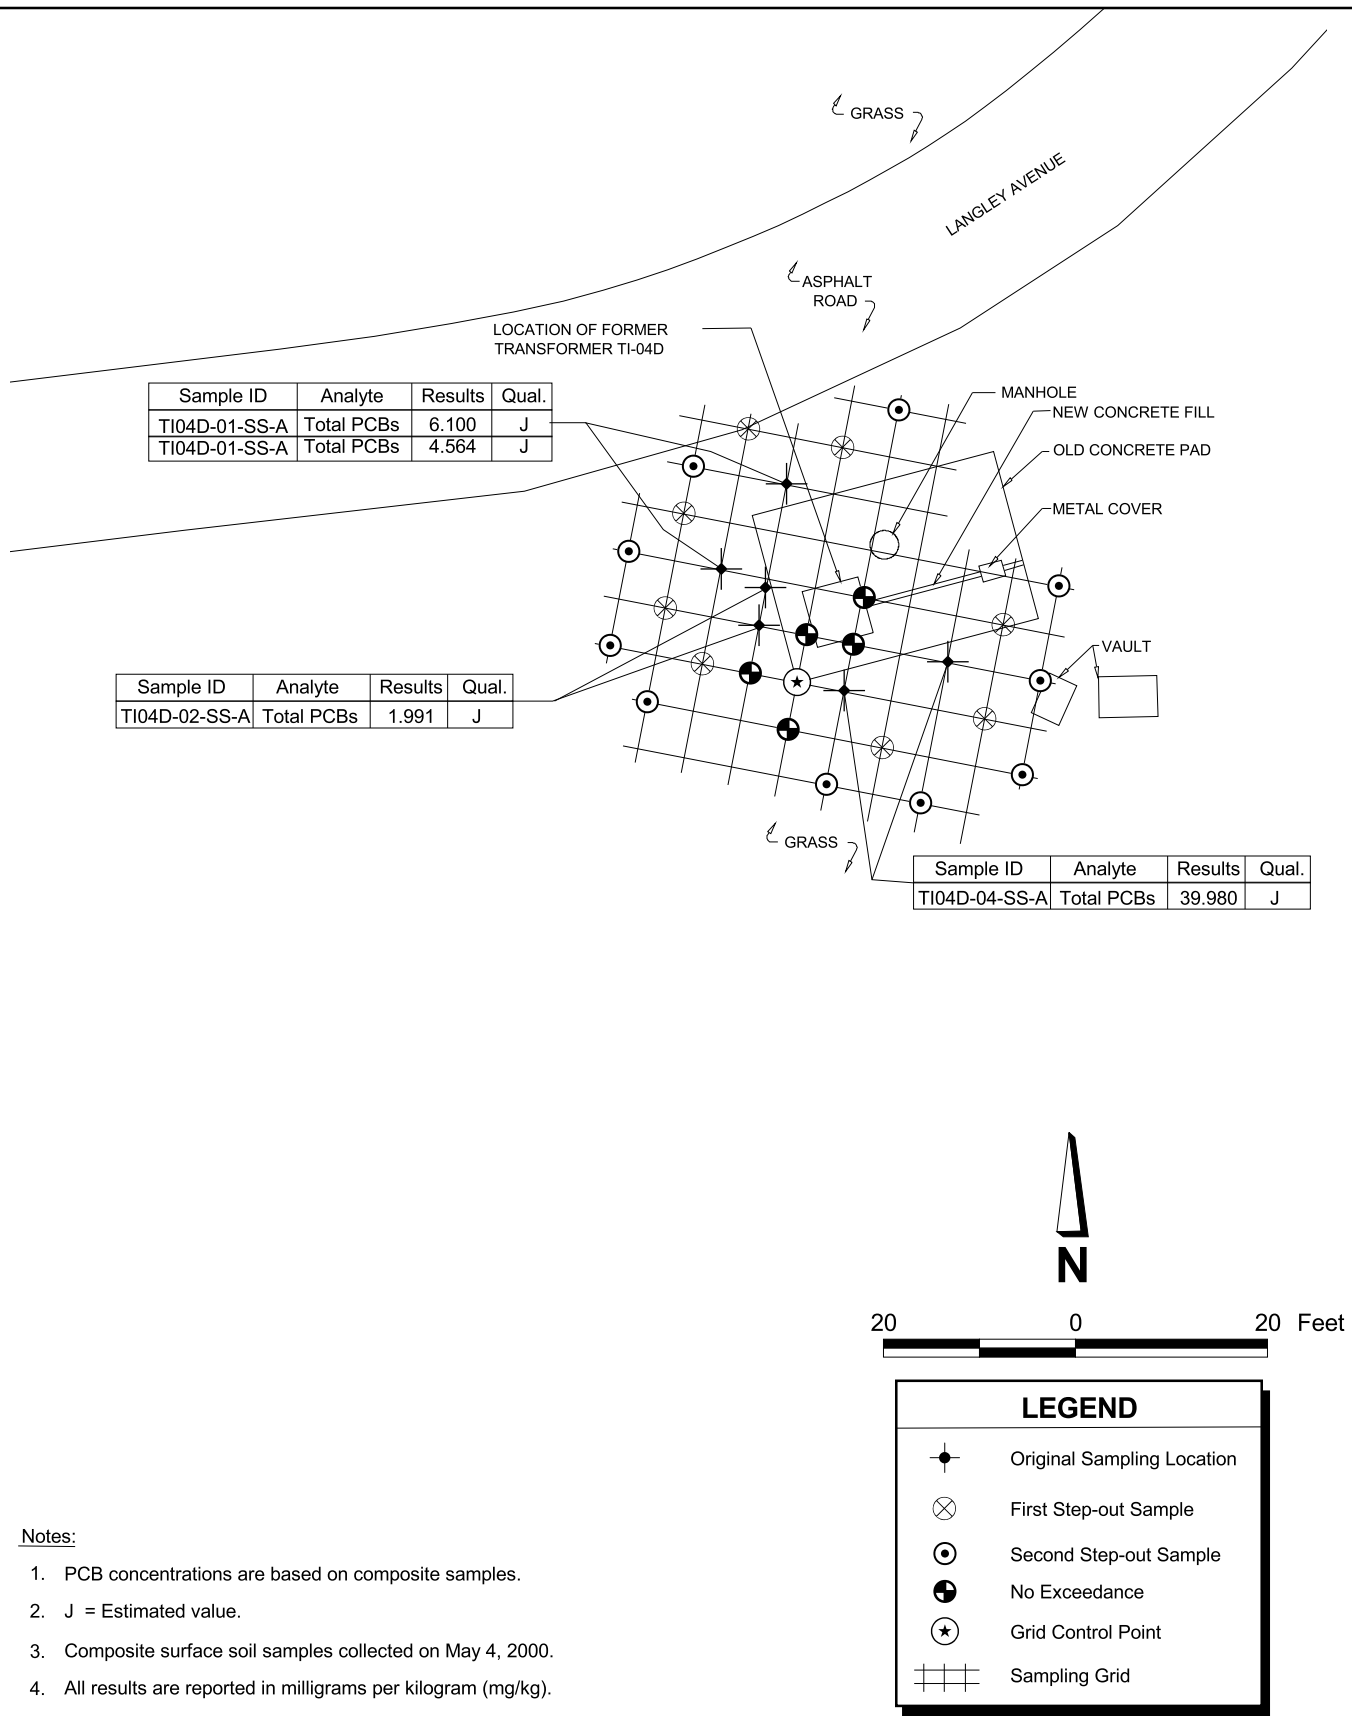 GRASS
LANGLEY AVENUE
ASPHALT
ROAD
LOCATION OF FORMER
TRANSFORMER TI-04D
Sample ID Analyte Results Qual.
TI04D-01-SS-A Total PCBs 6.100 J
TI04D-01-SS-A Total PCBs 4.564 J
MANHOLE
NEW CONCRETE FILL
OLD CONCRETE PAD
METAL COVER
VAULT
Sample ID Analyte Results Qual.
TI04D-02-SS-A Total PCBs 1.991 J
GRASS
Sample ID Analyte Results Qual.
TI04D-04-SS-A Total PCBs 39.980 J
N
20 0 20 Feet
LEGEND
Original Sampling Location
First Step-out Sample
Second Step-out Sample
No Exceedance
Grid Control Point
Sampling Grid
Notes:
1. PCB concentrations are based on composite samples.
2. J = Estimated value.
3. Composite surface soil samples collected on May 4, 2000.
4. All results are reported in milligrams per kilogram (mg/kg).